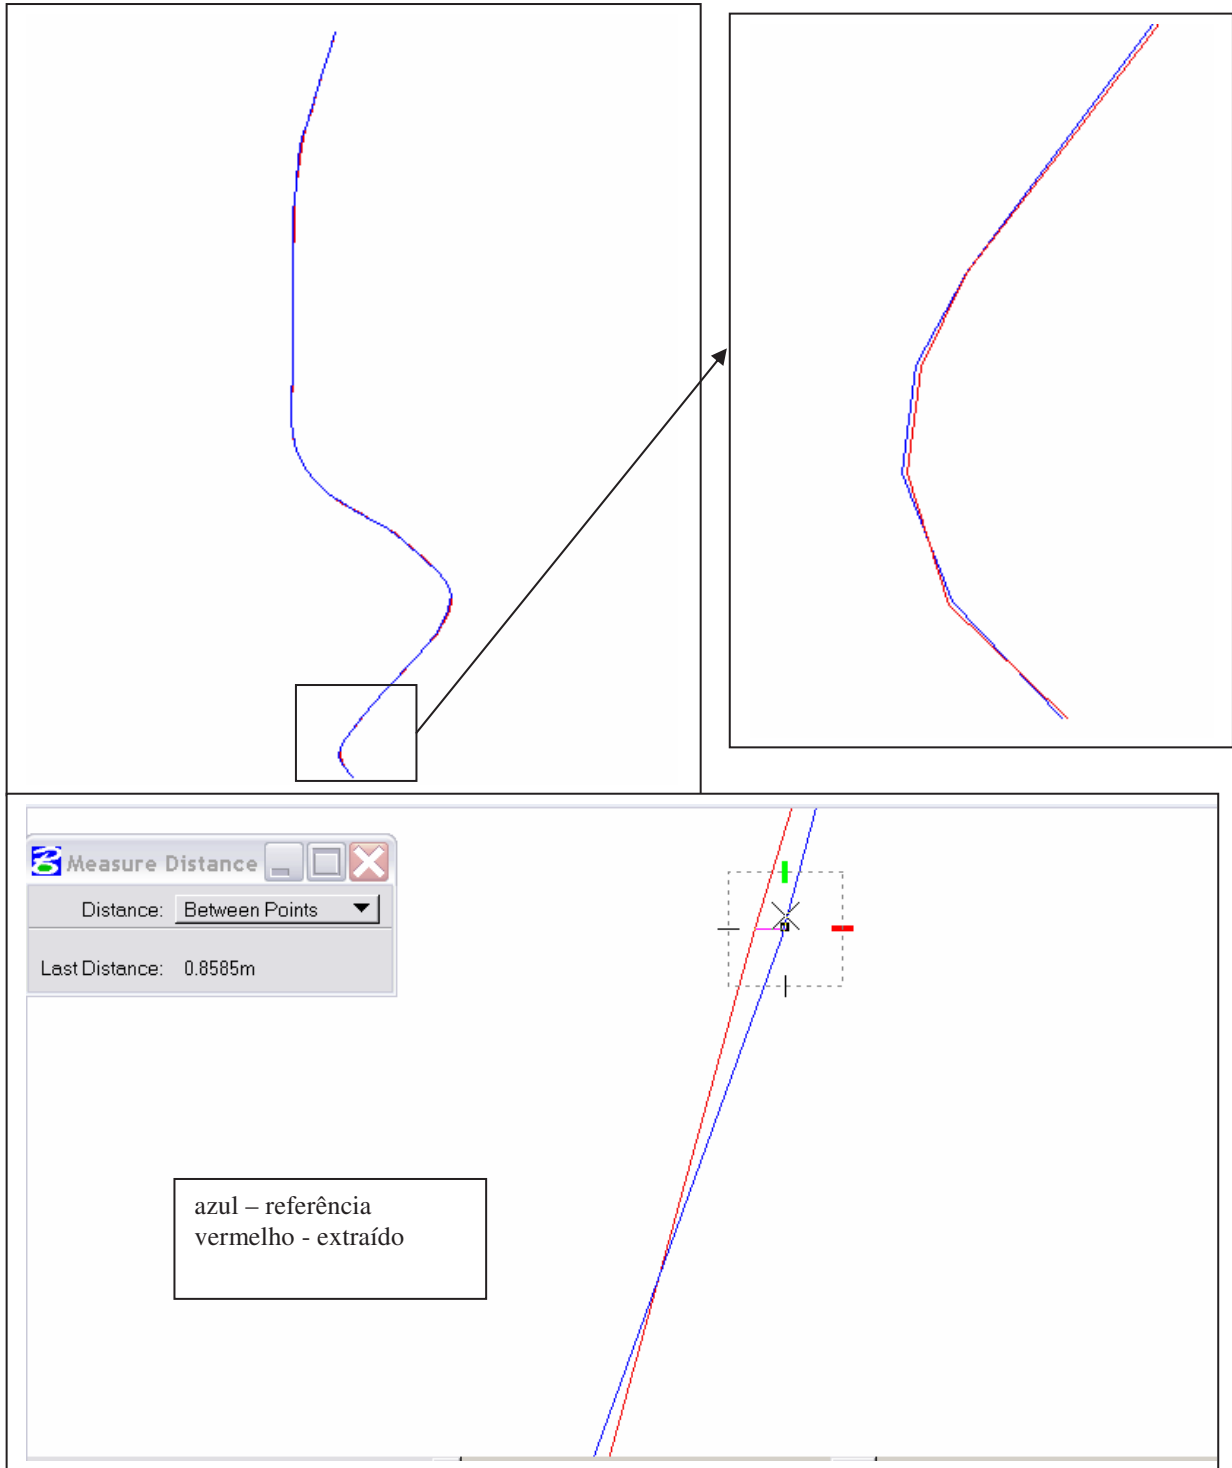 Measure Distance
Distance: Between Points
Last Distance: 0.8585m
azul – referência
vermelho - extraído